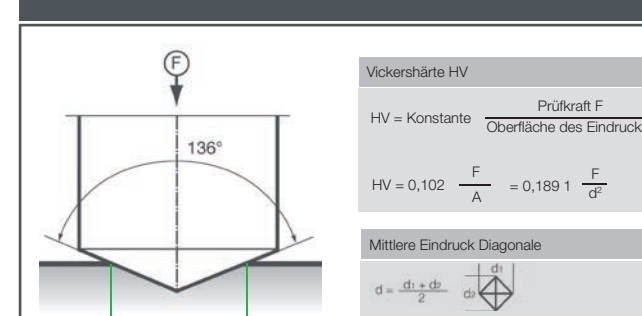 F
136°
Vickershärte HV
HV = Konstante Prüfkraft F / Oberfläche des Eindruck
HV = 0,102 F / A = 0,189 1 F / d²
Mittlere Eindruck Diagonale
d = d1 + d2 / 2 d1 d2